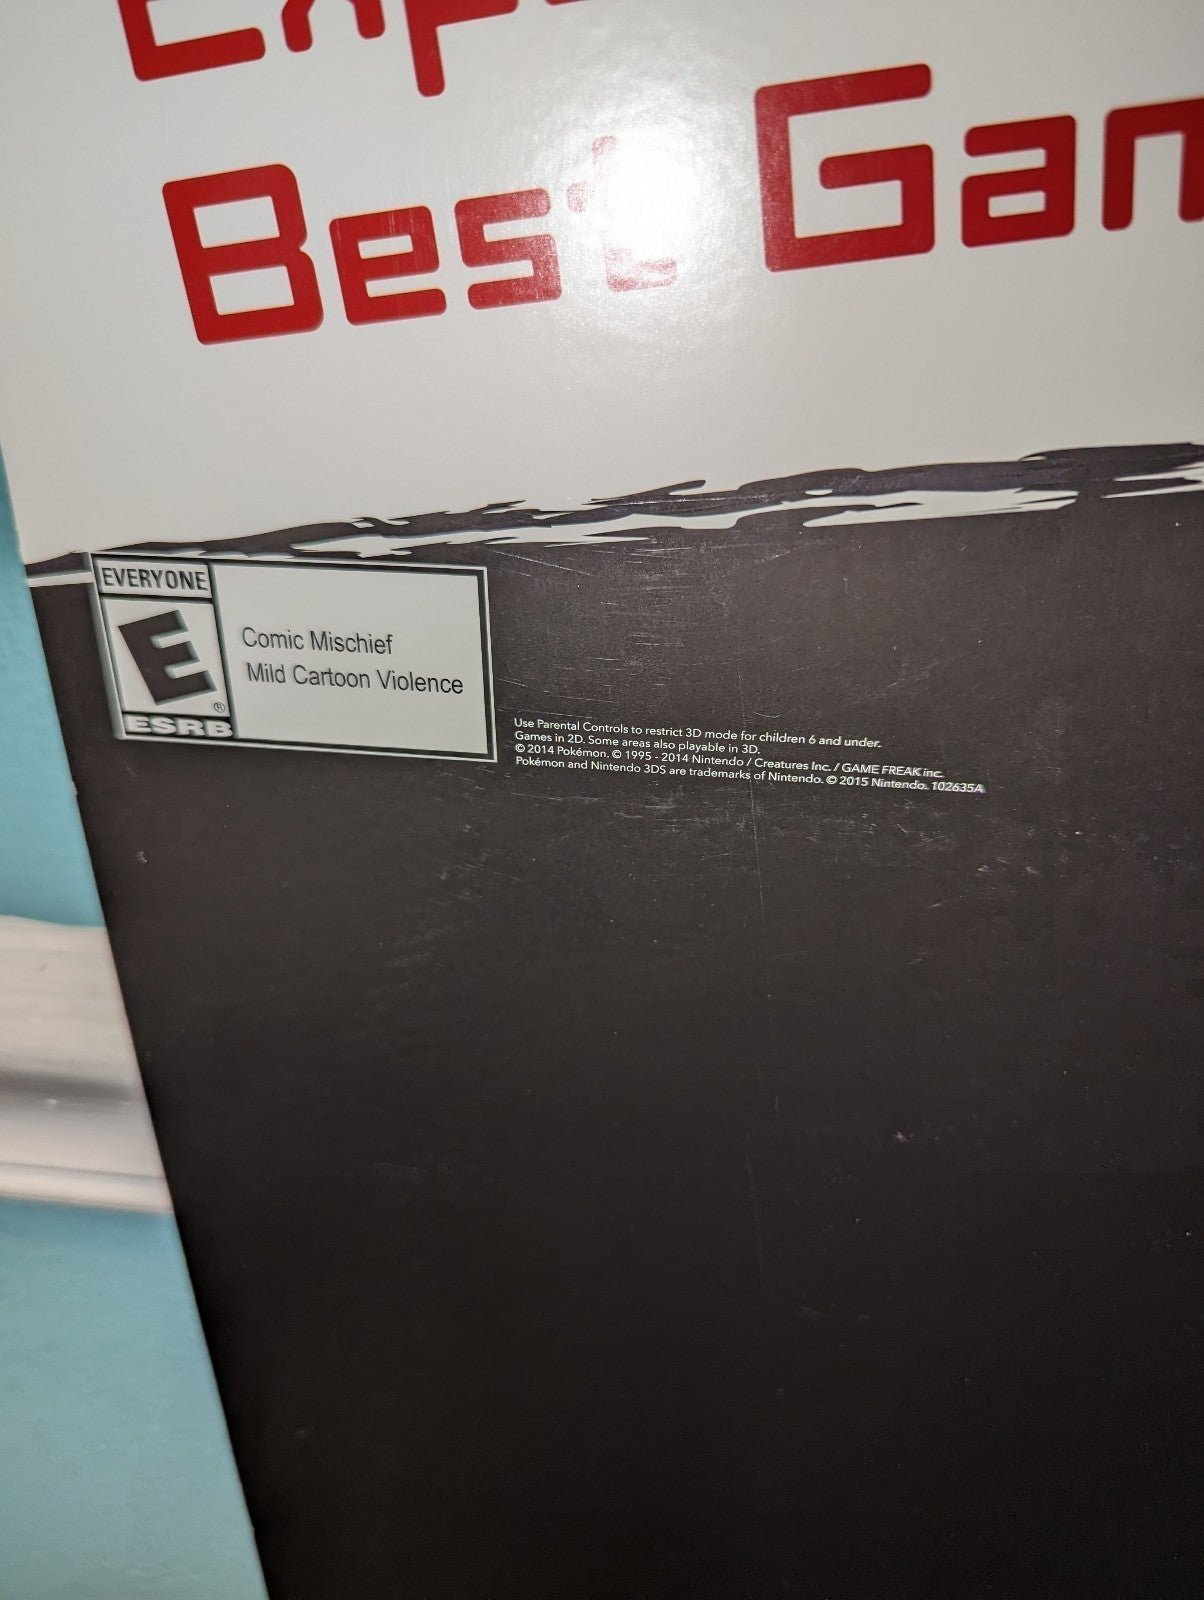 Best Gam
EVERYONE
E
®
ESRB
Comic Mischief
Mild Cartoon Violence
Use Parental Controls to restrict 3D mode for children 6 and under.
Games in 2D. Some areas also playable in 3D.
© 2014 Pokémon. © 1995 - 2014 Nintendo / Creatures Inc. / GAME FREAK inc.
Pokémon and Nintendo 3DS are trademarks of Nintendo. © 2015 Nintendo. 102635A